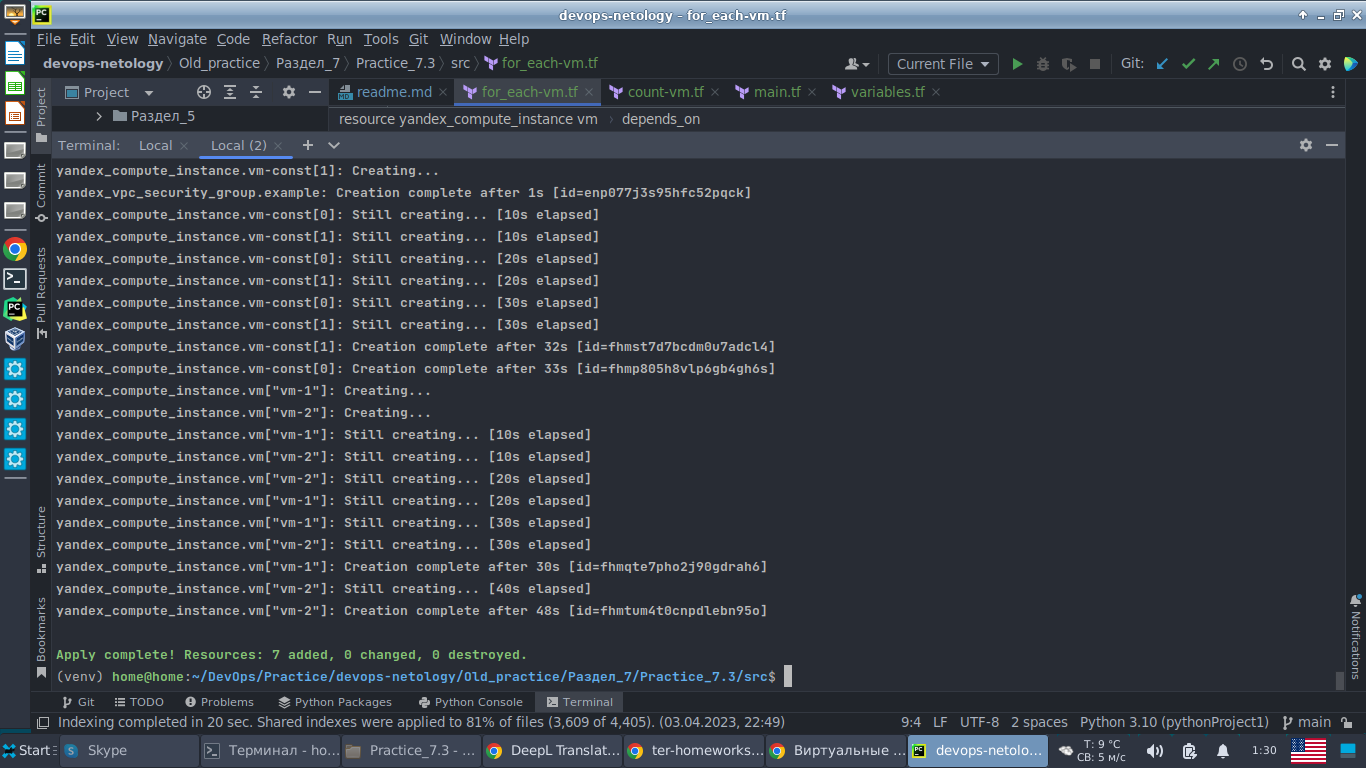 devops-netology - for_each-vm.tf
File Edit View Navigate Code Refactor Run Tools Git Window Help
devops-netology Old_practice Раздел_7 Practice_7.3 src for_each-vm.tf
Current File
Git:
Project
readme.md
for_each-vm.tf
count-vm.tf
main.tf
variables.tf
Раздел_5
resource yandex_compute_instance vm depends_on
Terminal: Local Local (2)
yandex_compute_instance.vm-const[1]: Creating...
yandex_vpc_security_group.example: Creation complete after 1s [id=enp077j3s95hfc52pqck]
yandex_compute_instance.vm-const[0]: Still creating... [10s elapsed]
yandex_compute_instance.vm-const[1]: Still creating... [10s elapsed]
yandex_compute_instance.vm-const[0]: Still creating... [20s elapsed]
yandex_compute_instance.vm-const[1]: Still creating... [20s elapsed]
yandex_compute_instance.vm-const[0]: Still creating... [30s elapsed]
yandex_compute_instance.vm-const[1]: Still creating... [30s elapsed]
yandex_compute_instance.vm-const[1]: Creation complete after 32s [id=fhmst7d7bcdm0u7adcl4]
yandex_compute_instance.vm-const[0]: Creation complete after 33s [id=fhmp805h8vlp6gb4gh6s]
yandex_compute_instance.vm["vm-1"]: Creating...
yandex_compute_instance.vm["vm-2"]: Creating...
yandex_compute_instance.vm["vm-1"]: Still creating... [10s elapsed]
yandex_compute_instance.vm["vm-2"]: Still creating... [10s elapsed]
yandex_compute_instance.vm["vm-2"]: Still creating... [20s elapsed]
yandex_compute_instance.vm["vm-1"]: Still creating... [20s elapsed]
yandex_compute_instance.vm["vm-1"]: Still creating... [30s elapsed]
yandex_compute_instance.vm["vm-2"]: Still creating... [30s elapsed]
yandex_compute_instance.vm["vm-1"]: Creation complete after 30s [id=fhmqte7pho2j90gdrah6]
yandex_compute_instance.vm["vm-2"]: Still creating... [40s elapsed]
yandex_compute_instance.vm["vm-2"]: Creation complete after 48s [id=fhmtum4t0cnpdlebn95o]
Apply complete! Resources: 7 added, 0 changed, 0 destroyed.
(venv) home@home:~/DevOps/Practice/devops-netology/Old_practice/Раздел_7/Practice_7.3/src$
Project
Commit
Pull Requests
Structure
Bookmarks
Notifications
Git TODO Problems Python Packages Python Console Terminal
Indexing completed in 20 sec. Shared indexes were applied to 81% of files (3,609 of 4,405). (03.04.2023, 22:49) 9:4 LF UTF-8 2 spaces Python 3.10 (pythonProject1) main
Start Skype Терминал - ho... Practice_7.3 - ... DeepL Translat... ter-homeworks... Виртуальные ... devops-netolo...
T: 9 °C
СВ: 5 м/с
1:30